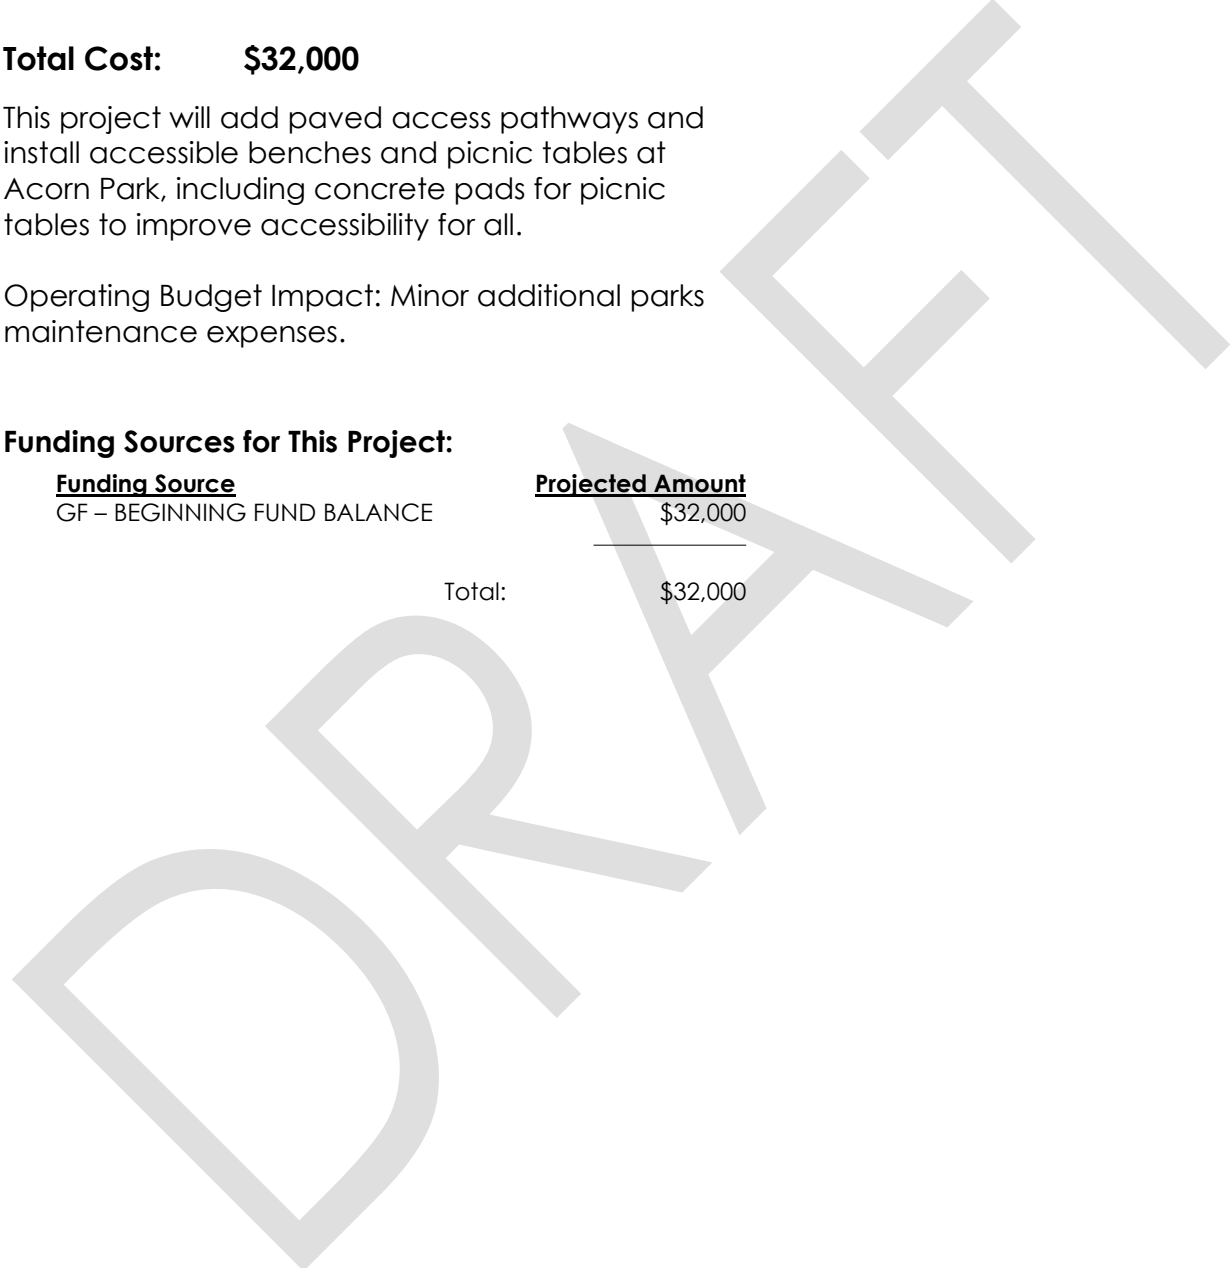 Total Cost: $32,000
This project will add paved access pathways and
install accessible benches and picnic tables at
Acorn Park, including concrete pads for picnic
tables to improve accessibility for all.
Operating Budget Impact: Minor additional parks
maintenance expenses.
Funding Sources for This Project:
Funding Source Projected Amount
GF – BEGINNING FUND BALANCE $32,000
Total: $32,000
DRAFT